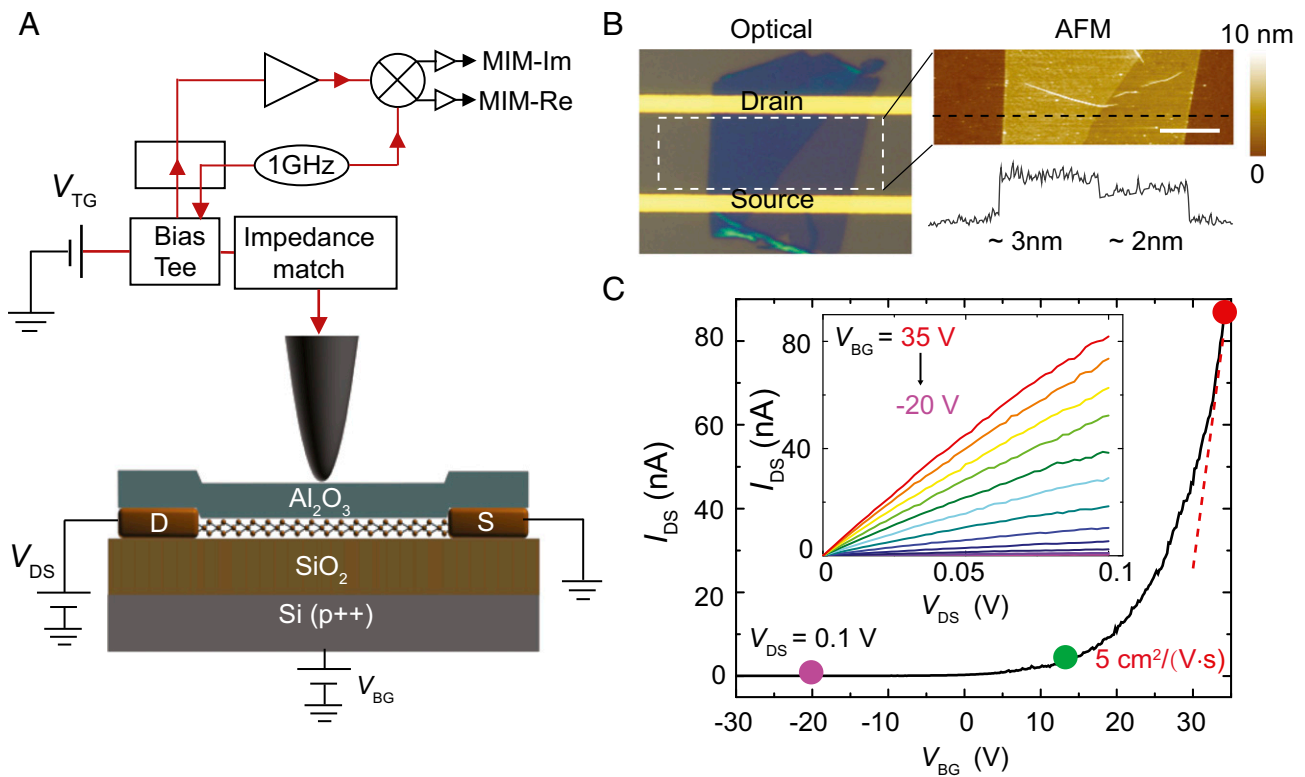 A
MIM-Im
MIM-Re
1GHz
V_TG
Bias
Tee
Impedance
match
Al₂O₃
D
S
V_DS
SiO₂
Si (p++)
V_BG
B
Optical
AFM
10 nm
Drain
Source
0
~ 3nm
~ 2nm
C
80
60
40
20
0
I_DS (nA)
-30
-20
-10
0
10
20
30
V_BG (V)
V_BG = 35 V
-20 V
80
40
0
I_DS (nA)
0
0.05
0.1
V_DS (V)
V_DS = 0.1 V
5 cm²/(V·s)